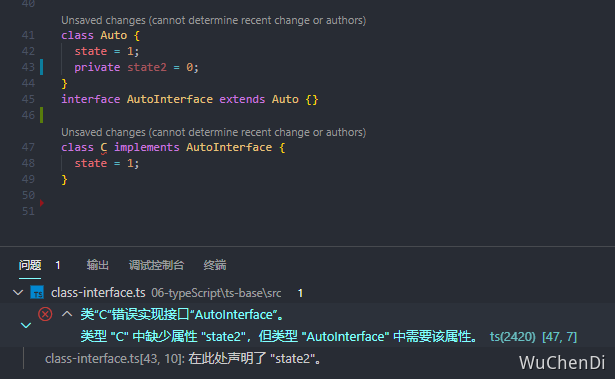 40
Unsaved changes (cannot determine recent change or authors)
41 class Auto {
42 state = 1;
43 private state2 = 0;
44 }
45 interface AutoInterface extends Auto {}
46
Unsaved changes (cannot determine recent change or authors)
47 class C implements AutoInterface {
48 state = 1;
49 }
50
51
问题 1 输出 调试控制台 终端
TS class-interface.ts 06-typeScript\ts-base\src 1
类“C”错误实现接口“AutoInterface”。
类型 "C" 中缺少属性 "state2"，但类型 "AutoInterface" 中需要该属性。 ts(2420) [47, 7]
class-interface.ts[43, 10]: 在此处声明了 "state2"。
WuChenDi